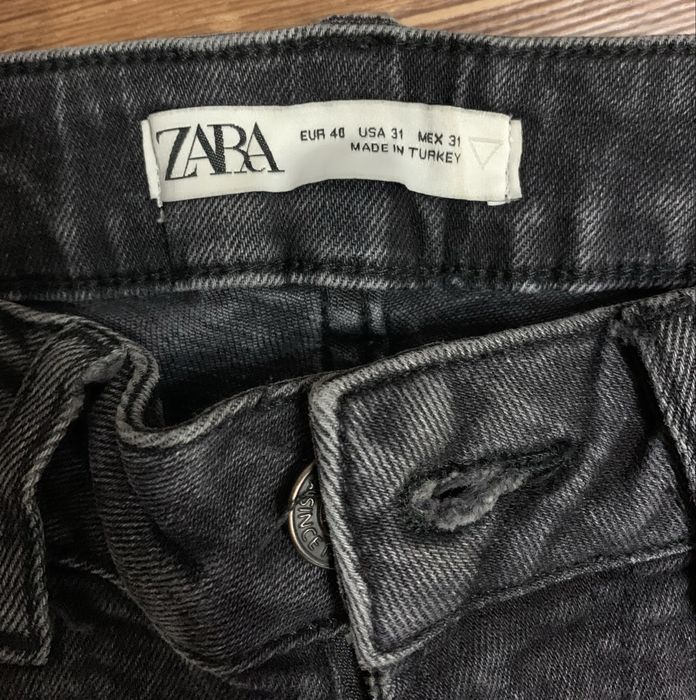 ZARA
EUR 40 USA 31 MEX 31
MADE IN TURKEY
SINCE